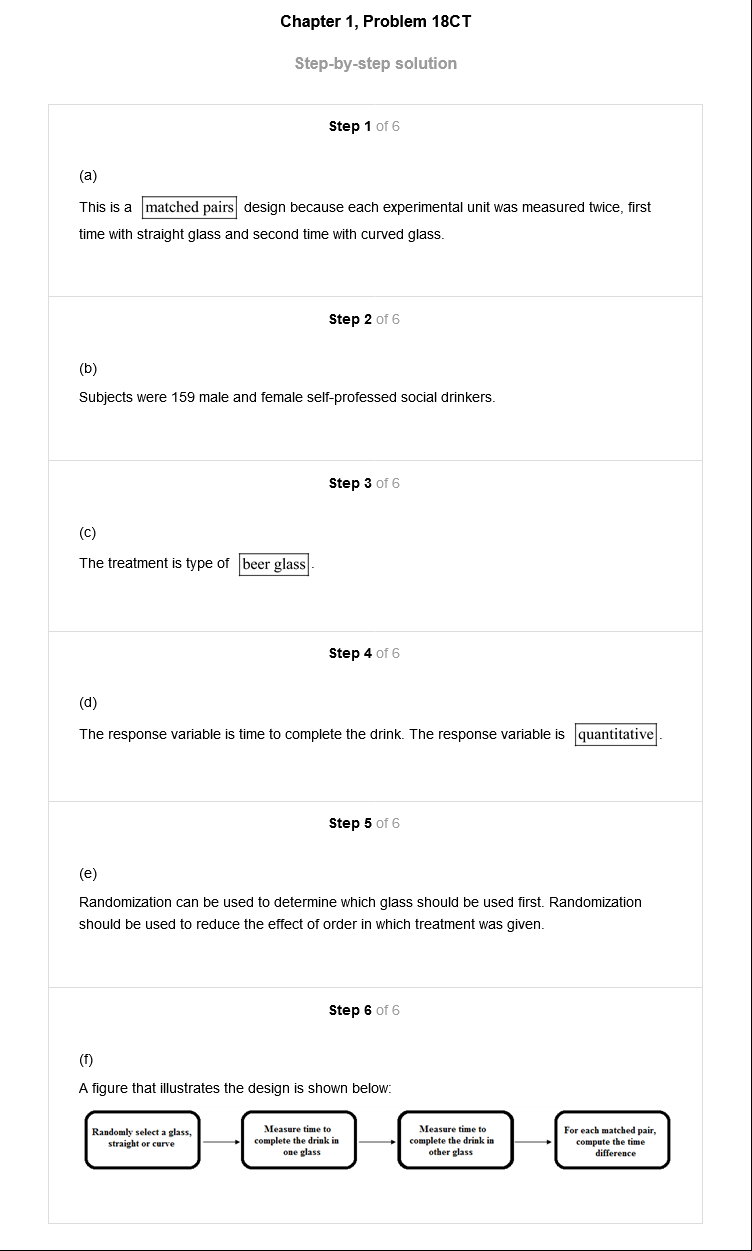 Chapter 1, Problem 18CT
Step-by-step solution
Step 1 of 6
(a)
This is a matched pairs design because each experimental unit was measured twice, first
time with straight glass and second time with curved glass.
Step 2 of 6
(b)
Subjects were 159 male and female self-professed social drinkers.
Step 3 of 6
(c)
The treatment is type of beer glass.
Step 4 of 6
(d)
The response variable is time to complete the drink. The response variable is quantitative.
Step 5 of 6
(e)
Randomization can be used to determine which glass should be used first. Randomization
should be used to reduce the effect of order in which treatment was given.
Step 6 of 6
(f)
A figure that illustrates the design is shown below:
Randomly select a glass,
straight or curve
Measure time to
complete the drink in
one glass
Measure time to
complete the drink in
other glass
For each matched pair,
compute the time
difference